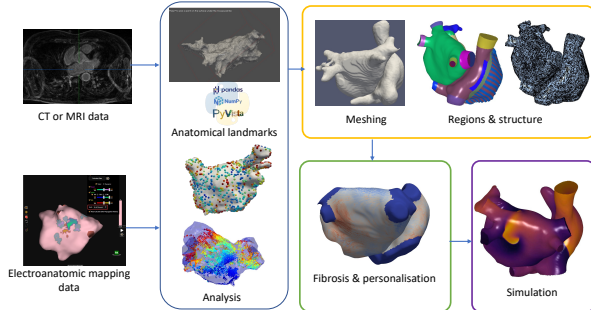 CT or MRI data
pandas
NumPy
PyVista
Anatomical landmarks
Meshing
Regions & structure
Electroanatomic mapping
data
Analysis
Fibrosis & personalisation
Simulation